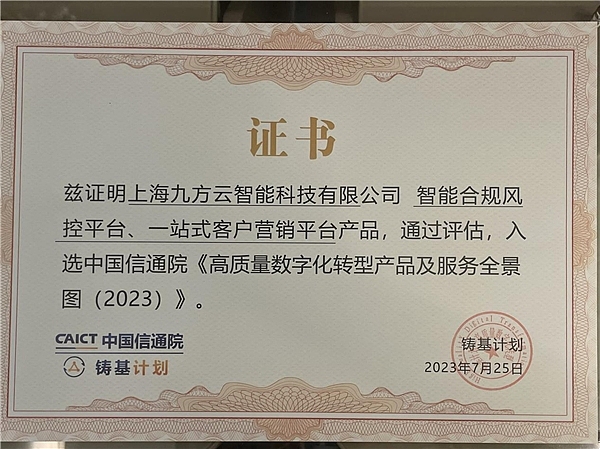 证书
兹证明上海九方云智能科技有限公司 智能合规风
控平台、一站式客户营销平台产品，通过评估，入
选中国信通院《高质量数字化转型产品及服务全景
图（2023）》。
CAICT 中国信通院
铸基计划
铸基计划
2023年7月25日